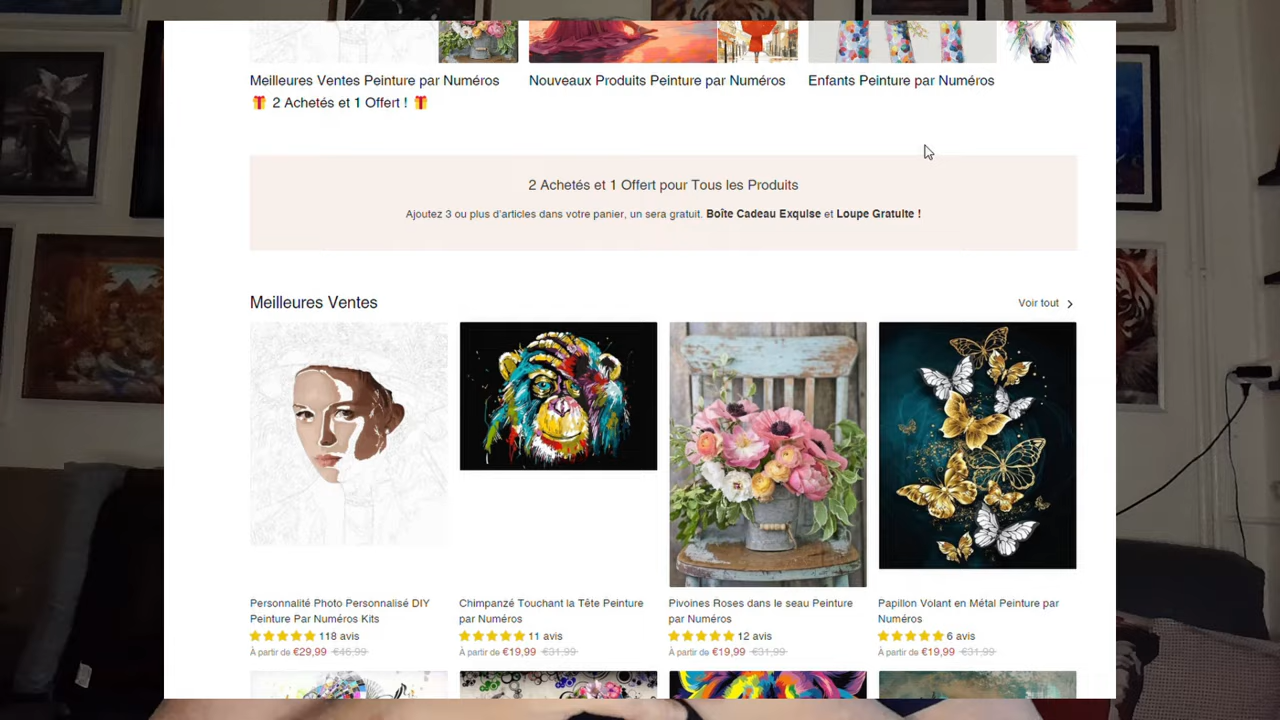 Meilleures Ventes Peinture par Numéros
🎁 2 Achetés et 1 Offert ! 🎁
Nouveaux Produits Peinture par Numéros
Enfants Peinture par Numéros
2 Achetés et 1 Offert pour Tous les Produits
Ajoutez 3 ou plus d'articles dans votre panier, un sera gratuit. Boîte Cadeau Exquise et Loupe Gratuite !
Meilleures Ventes
Voir tout
Personnalité Photo Personnalisé DIY
Peinture Par Numéros Kits
118 avis
À partir de €29,99 €46,99
Chimpanzé Touchant la Tête Peinture
par Numéros
11 avis
À partir de €19,99 €31,99
Pivoines Roses dans le seau Peinture
par Numéros
12 avis
À partir de €19,99 €31,99
Papillon Volant en Métal Peinture par
Numéros
6 avis
À partir de €19,99 €31,99